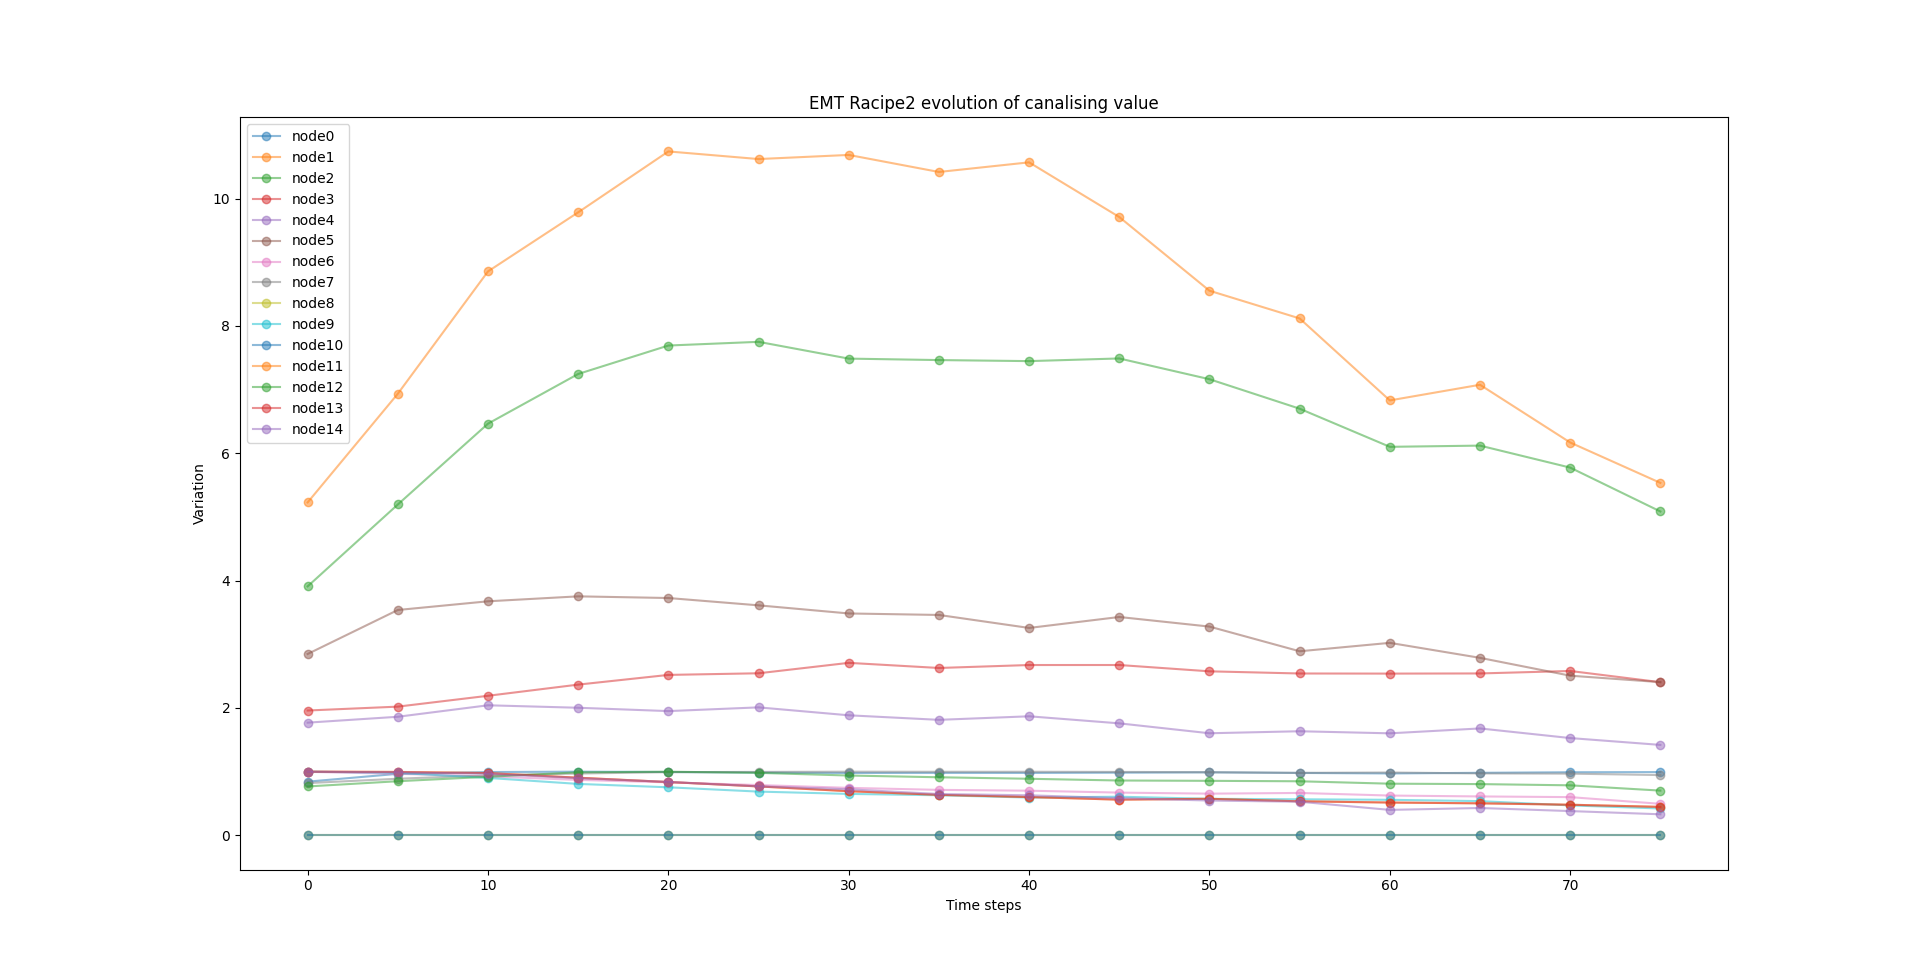 EMT Racipe2 evolution of canalising value
node0
node1
node2
node3
node4
node5
node6
node7
node8
node9
node10
node11
node12
node13
node14
10
8
6
4
2
0
Variation
0 10 20 30 40 50 60 70
Time steps